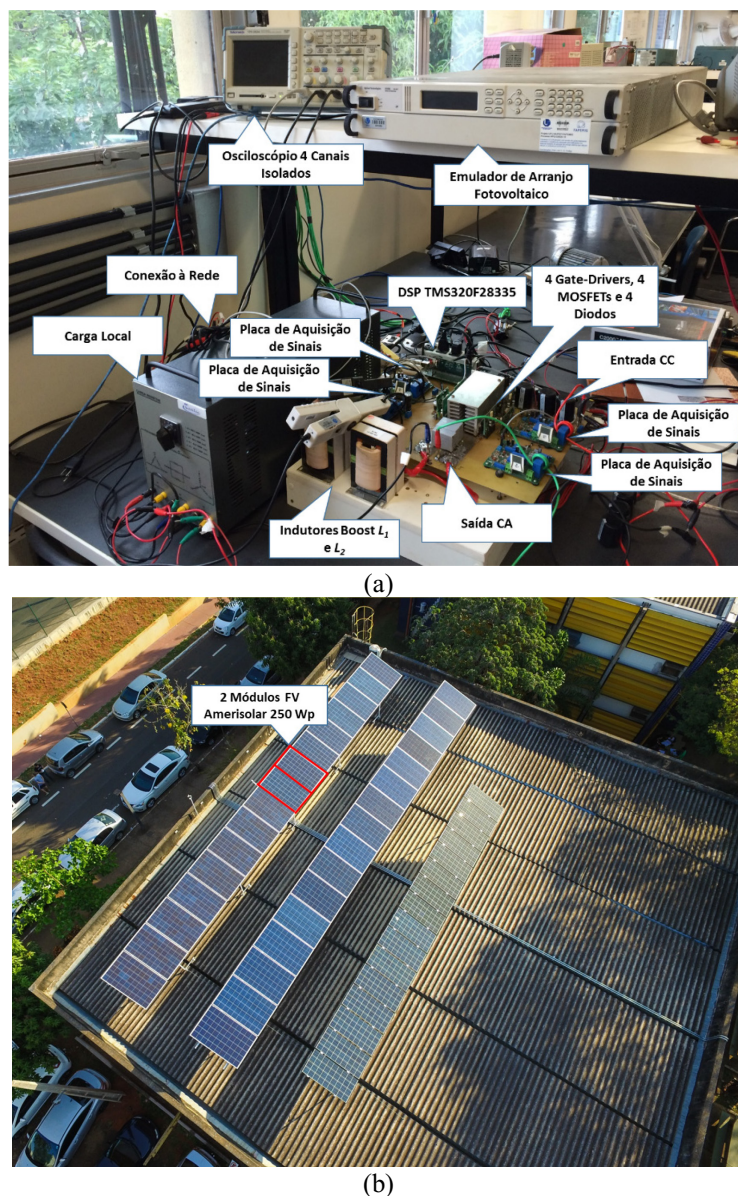 Osciloscópio 4 Canais
Isolados
Emulador de Arranjo
Fotovoltaico
Conexão à Rede
DSP TMS320F28335
4 Gate-Drivers, 4
MOSFETs e 4
Diodos
Carga Local
Placa de Aquisição
de Sinais
Entrada CC
Placa de Aquisição
de Sinais
Placa de Aquisição
de Sinais
Placa de Aquisição
de Sinais
Indutores Boost L1
e L2
Saída CA
(a)
2 Módulos FV
Amerisolar 250 Wp
(b)